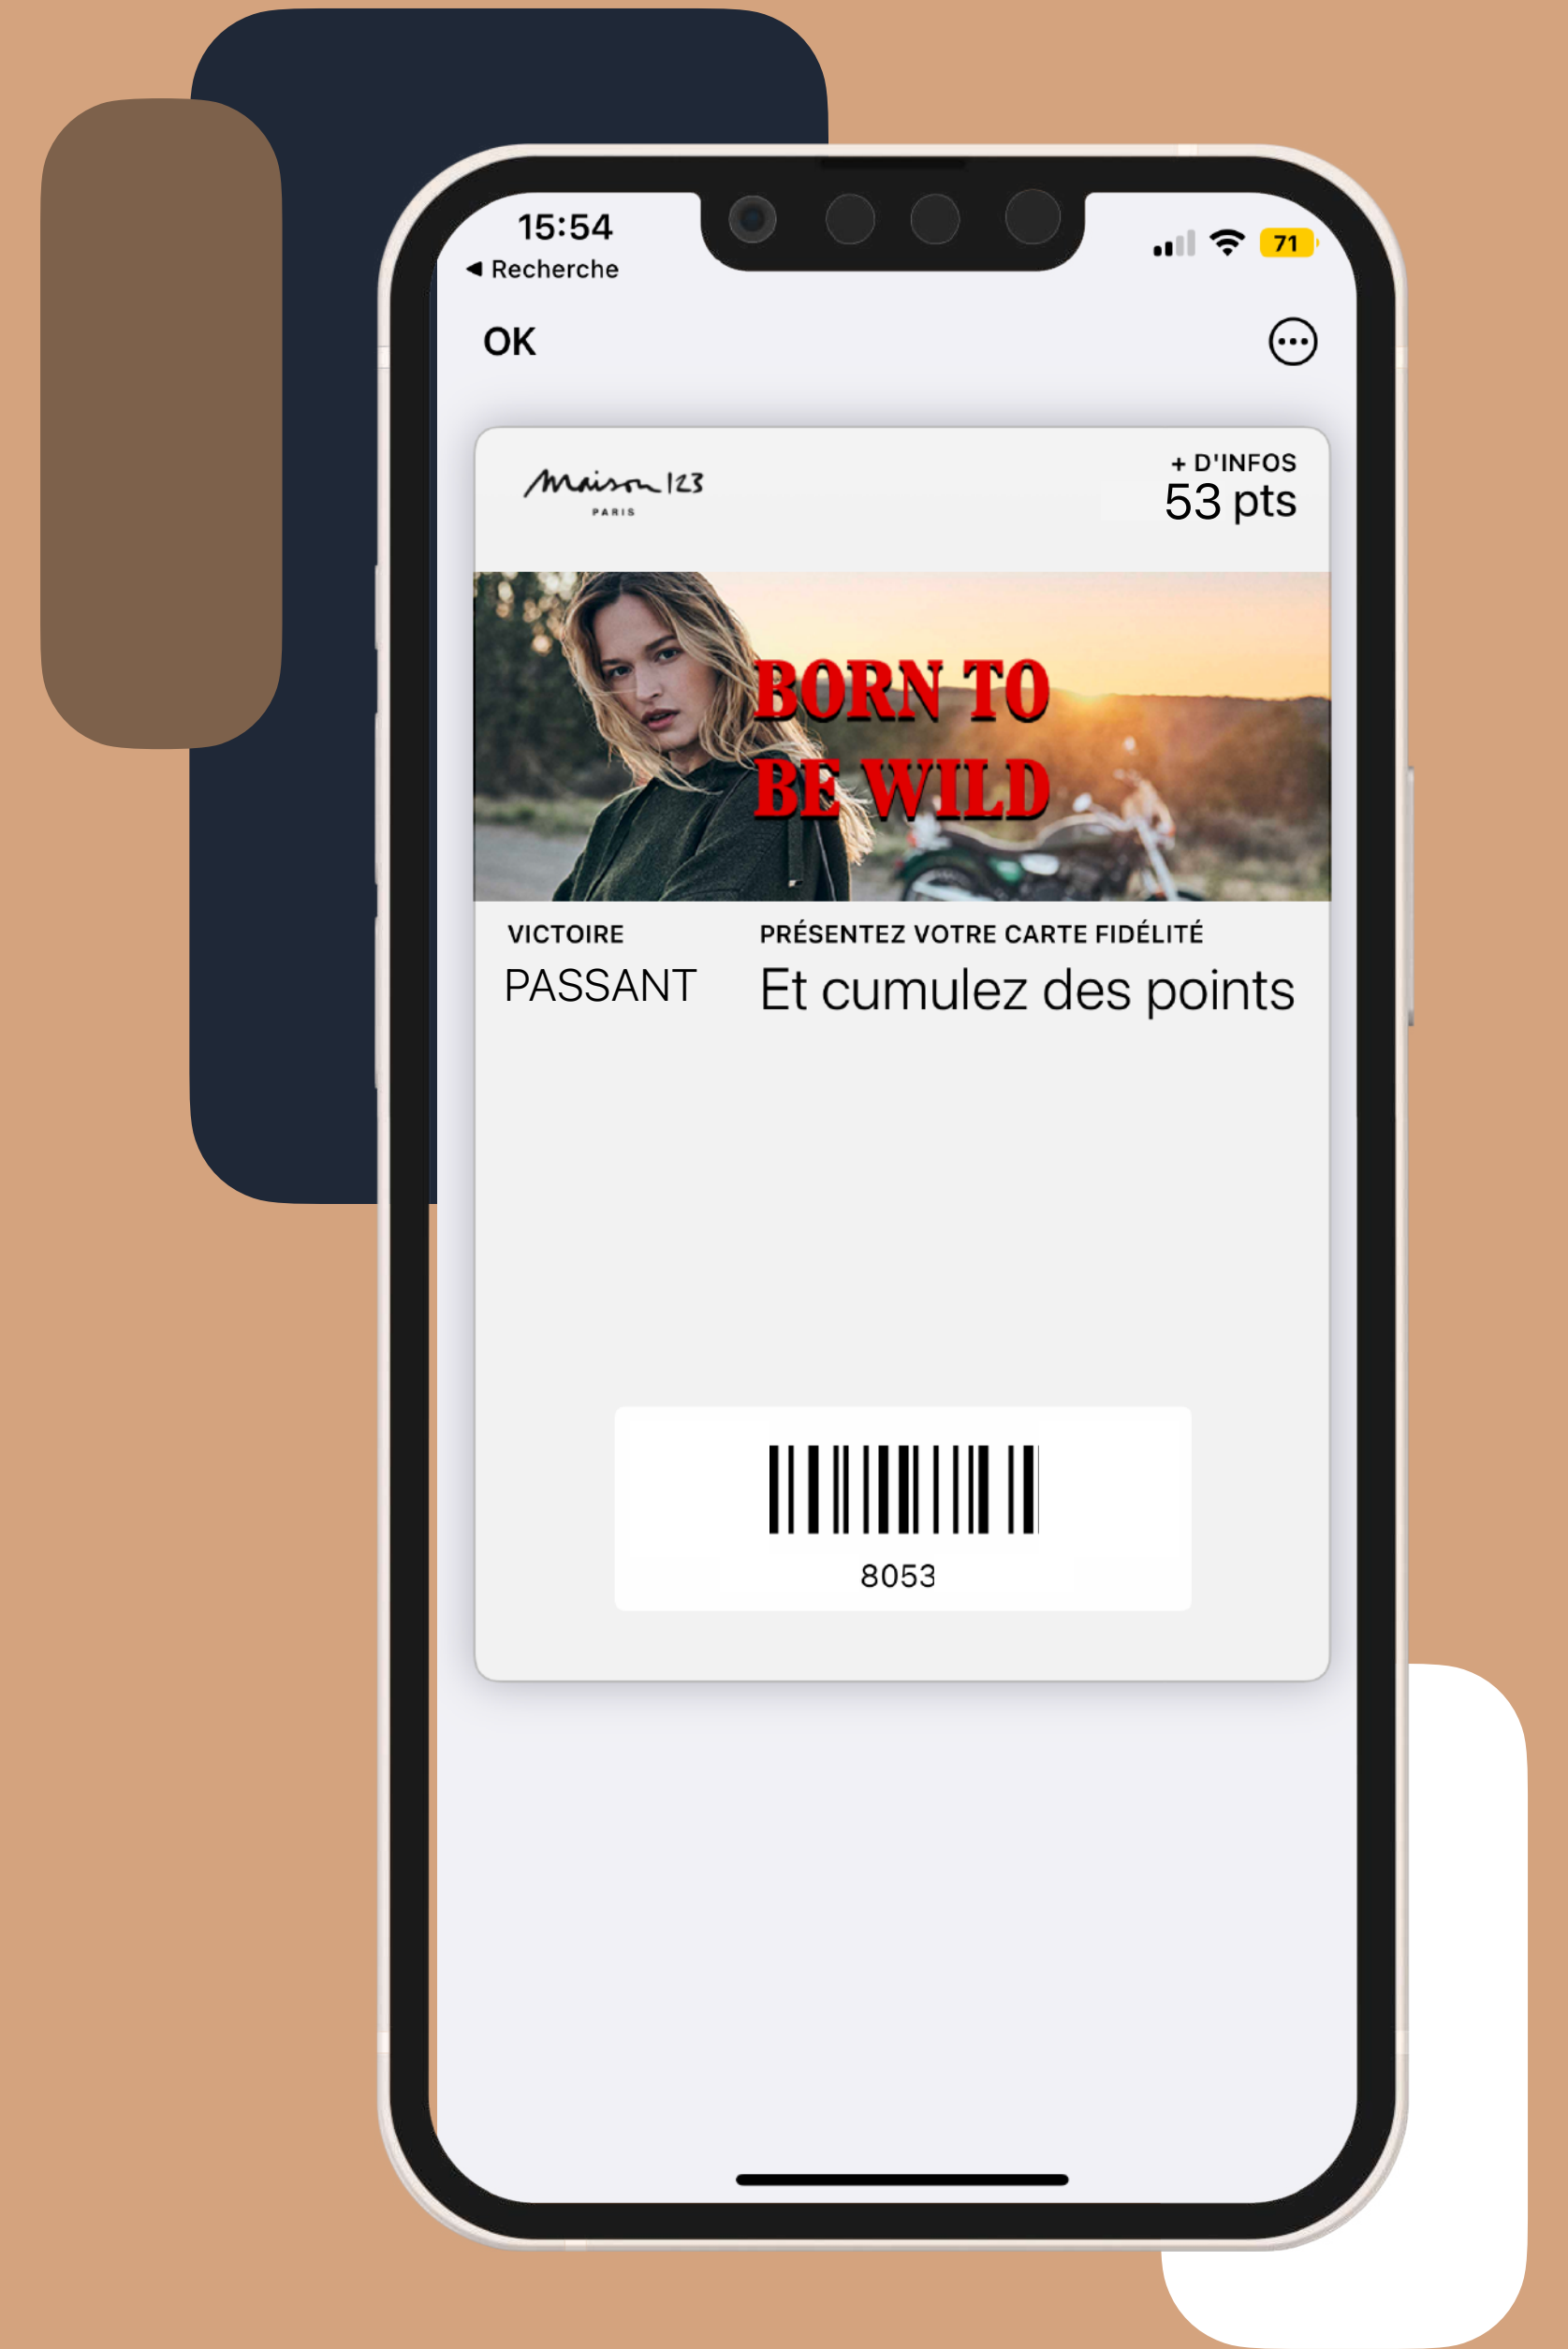 15:54
◀ Recherche
71
OK
Maison 123
PARIS
+ D'INFOS
53 pts
BORN TO
BE WILD
VICTOIRE
PASSANT
PRÉSENTEZ VOTRE CARTE FIDÉLITÉ
Et cumulez des points
8053